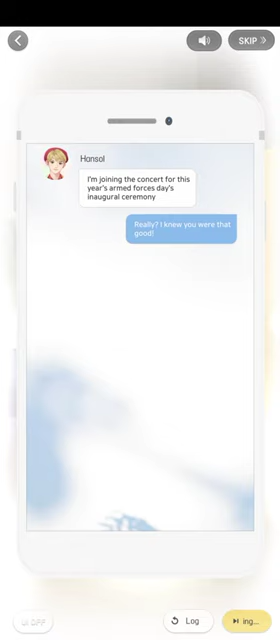 SKIP
Hansol
I'm joining the concert for this
year's armed forces day's
inaugural ceremony
Really? I knew you were that
good!
UI OFF
Log
ing...